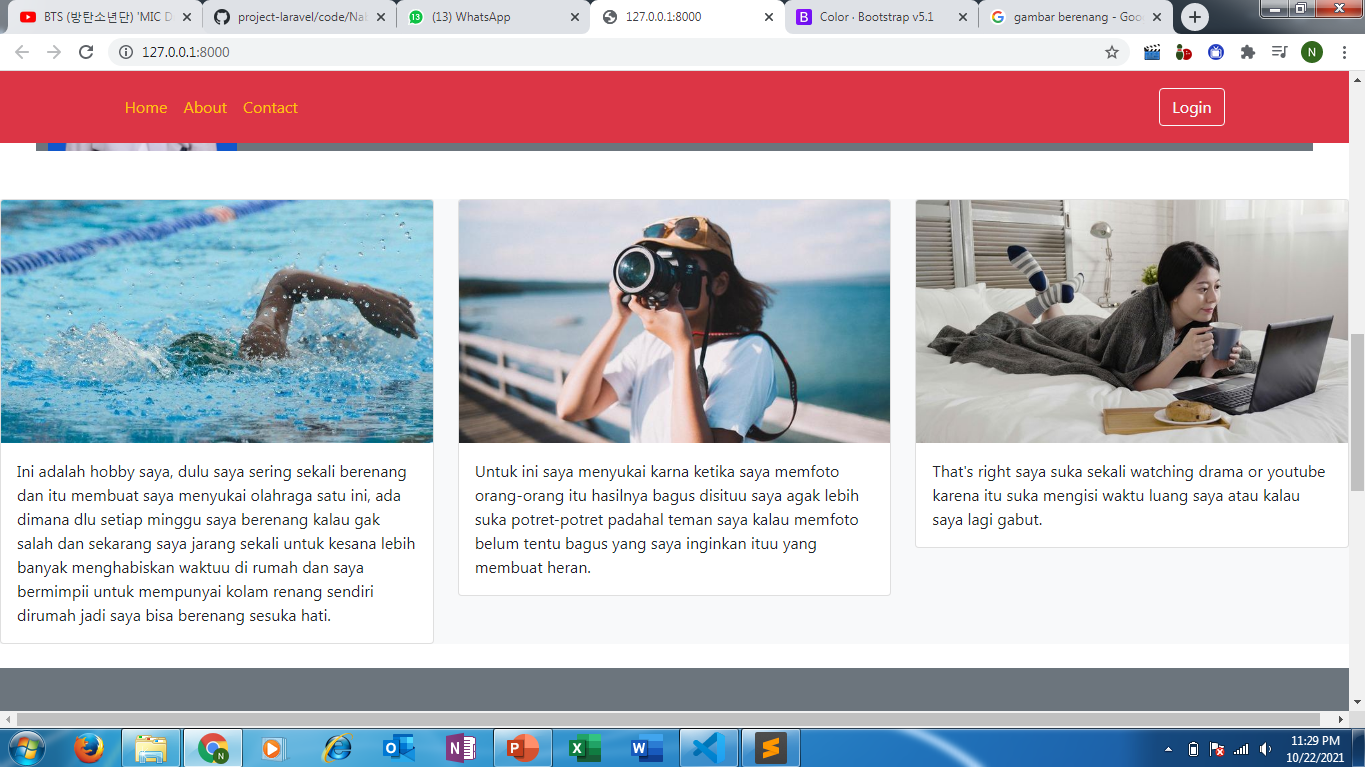 BTS (방탄소년단) 'MIC D
project-laravel/code/Nab
(13) WhatsApp
127.0.0.1:8000
Color · Bootstrap v5.1
gambar berenang - Goo
127.0.0.1:8000
N
Home About Contact
Login
Ini adalah hobby saya, dulu saya sering sekali berenang
dan itu membuat saya menyukai olahraga satu ini, ada
dimana dlu setiap minggu saya berenang kalau gak
salah dan sekarang saya jarang sekali untuk kesana lebih
banyak menghabiskan waktuu di rumah dan saya
bermimpii untuk mempunyai kolam renang sendiri
dirumah jadi saya bisa berenang sesuka hati.
Untuk ini saya menyukai karna ketika saya memfoto
orang-orang itu hasilnya bagus disituu saya agak lebih
suka potret-potret padahal teman saya kalau memfoto
belum tentu bagus yang saya inginkan ituu yang
membuat heran.
That's right saya suka sekali watching drama or youtube
karena itu suka mengisi waktu luang saya atau kalau
saya lagi gabut.
11:29 PM
10/22/2021